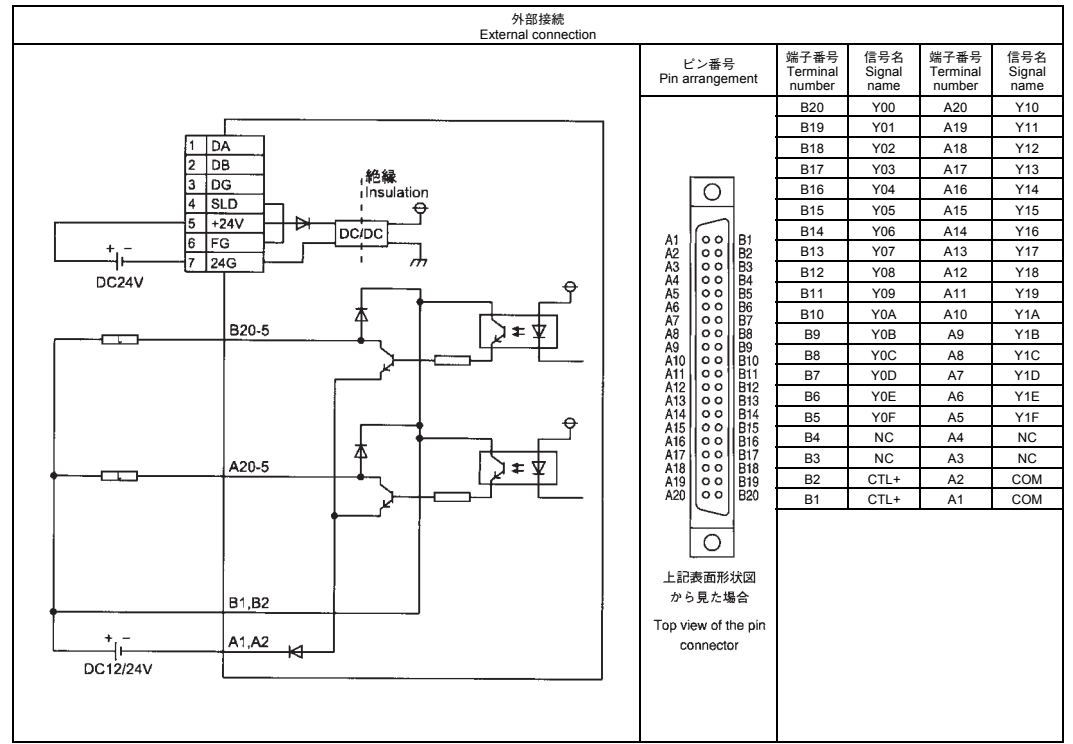 外部接続
External connection
ピン番号
Pin arrangement
端子番号
Terminal
number
信号名
Signal
name
端子番号
Terminal
number
信号名
Signal
name
B20 Y00 A20 Y10
B19 Y01 A19 Y11
B18 Y02 A18 Y12
B17 Y03 A17 Y13
B16 Y04 A16 Y14
B15 Y05 A15 Y15
B14 Y06 A14 Y16
B13 Y07 A13 Y17
B12 Y08 A12 Y18
B11 Y09 A11 Y19
B10 Y0A A10 Y1A
B9 Y0B A9 Y1B
B8 Y0C A8 Y1C
B7 Y0D A7 Y1D
B6 Y0E A6 Y1E
B5 Y0F A5 Y1F
B4 NC A4 NC
B3 NC A3 NC
B2 CTL+ A2 COM
B1 CTL+ A1 COM
1 DA
2 DB
3 DG
4 SLD
5 +24V
6 FG
7 24G
絶縁
Insulation
DC/DC
+ −
DC24V
B20-5
A20-5
B1,B2
A1,A2
+ −
DC12/24V
A1 B1
A2 B2
A3 B3
A4 B4
A5 B5
A6 B6
A7 B7
A8 B8
A9 B9
A10 B10
A11 B11
A12 B12
A13 B13
A14 B14
A15 B15
A16 B16
A17 B17
A18 B18
A19 B19
A20 B20
上記表面形状図
から見た場合
Top view of the pin
connector